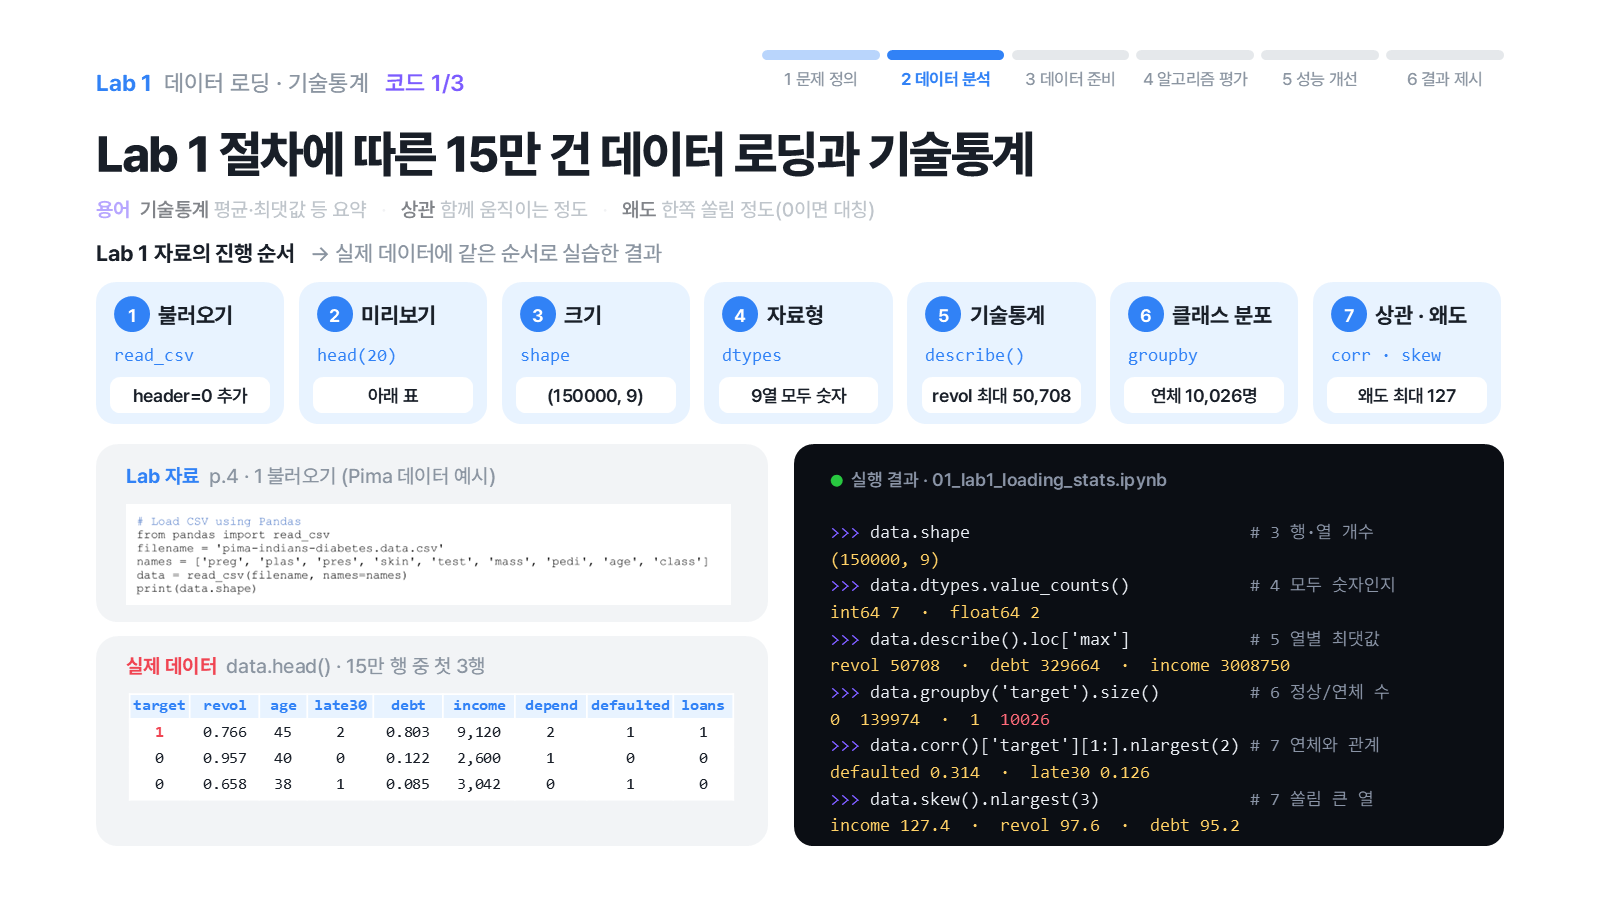 Lab 1 데이터 로딩 · 기술통계 코드 1/3
1 문제 정의
2 데이터 분석
3 데이터 준비
4 알고리즘 평가
5 성능 개선
6 결과 제시
Lab 1 절차에 따른 15만 건 데이터 로딩과 기술통계
용어 기술통계 평균·최댓값 등 요약 · 상관 함께 움직이는 정도 · 왜도 한쪽 쏠림 정도(0이면 대칭)
Lab 1 자료의 진행 순서 → 실제 데이터에 같은 순서로 실습한 결과
1 불러오기
read_csv
header=0 추가
2 미리보기
head(20)
아래 표
3 크기
shape
(150000, 9)
4 자료형
dtypes
9열 모두 숫자
5 기술통계
describe()
revol 최대 50,708
6 클래스 분포
groupby
연체 10,026명
7 상관 · 왜도
corr · skew
왜도 최대 127
Lab 자료 p.4 · 1 불러오기 (Pima 데이터 예시)
# Load CSV using Pandas
from pandas import read_csv
filename = 'pima-indians-diabetes.data.csv'
names = ['preg', 'plas', 'pres', 'skin', 'test', 'mass', 'pedi', 'age', 'class']
data = read_csv(filename, names=names)
print(data.shape)
실제 데이터 data.head() · 15만 행 중 첫 3행
target revol age late30 debt income depend defaulted loans
1 0.766 45 2 0.803 9,120 2 1 1
0 0.957 40 0 0.122 2,600 1 0 0
0 0.658 38 1 0.085 3,042 0 1 0
실행 결과 · 01_lab1_loading_stats.ipynb
>>> data.shape # 3 행·열 개수
(150000, 9)
>>> data.dtypes.value_counts() # 4 모두 숫자인지
int64 7 · float64 2
>>> data.describe().loc['max'] # 5 열별 최댓값
revol 50708 · debt 329664 · income 3008750
>>> data.groupby('target').size() # 6 정상/연체 수
0 139974 · 1 10026
>>> data.corr()['target'][1:].nlargest(2) # 7 연체와 관계
defaulted 0.314 · late30 0.126
>>> data.skew().nlargest(3) # 7 쏠림 큰 열
income 127.4 · revol 97.6 · debt 95.2